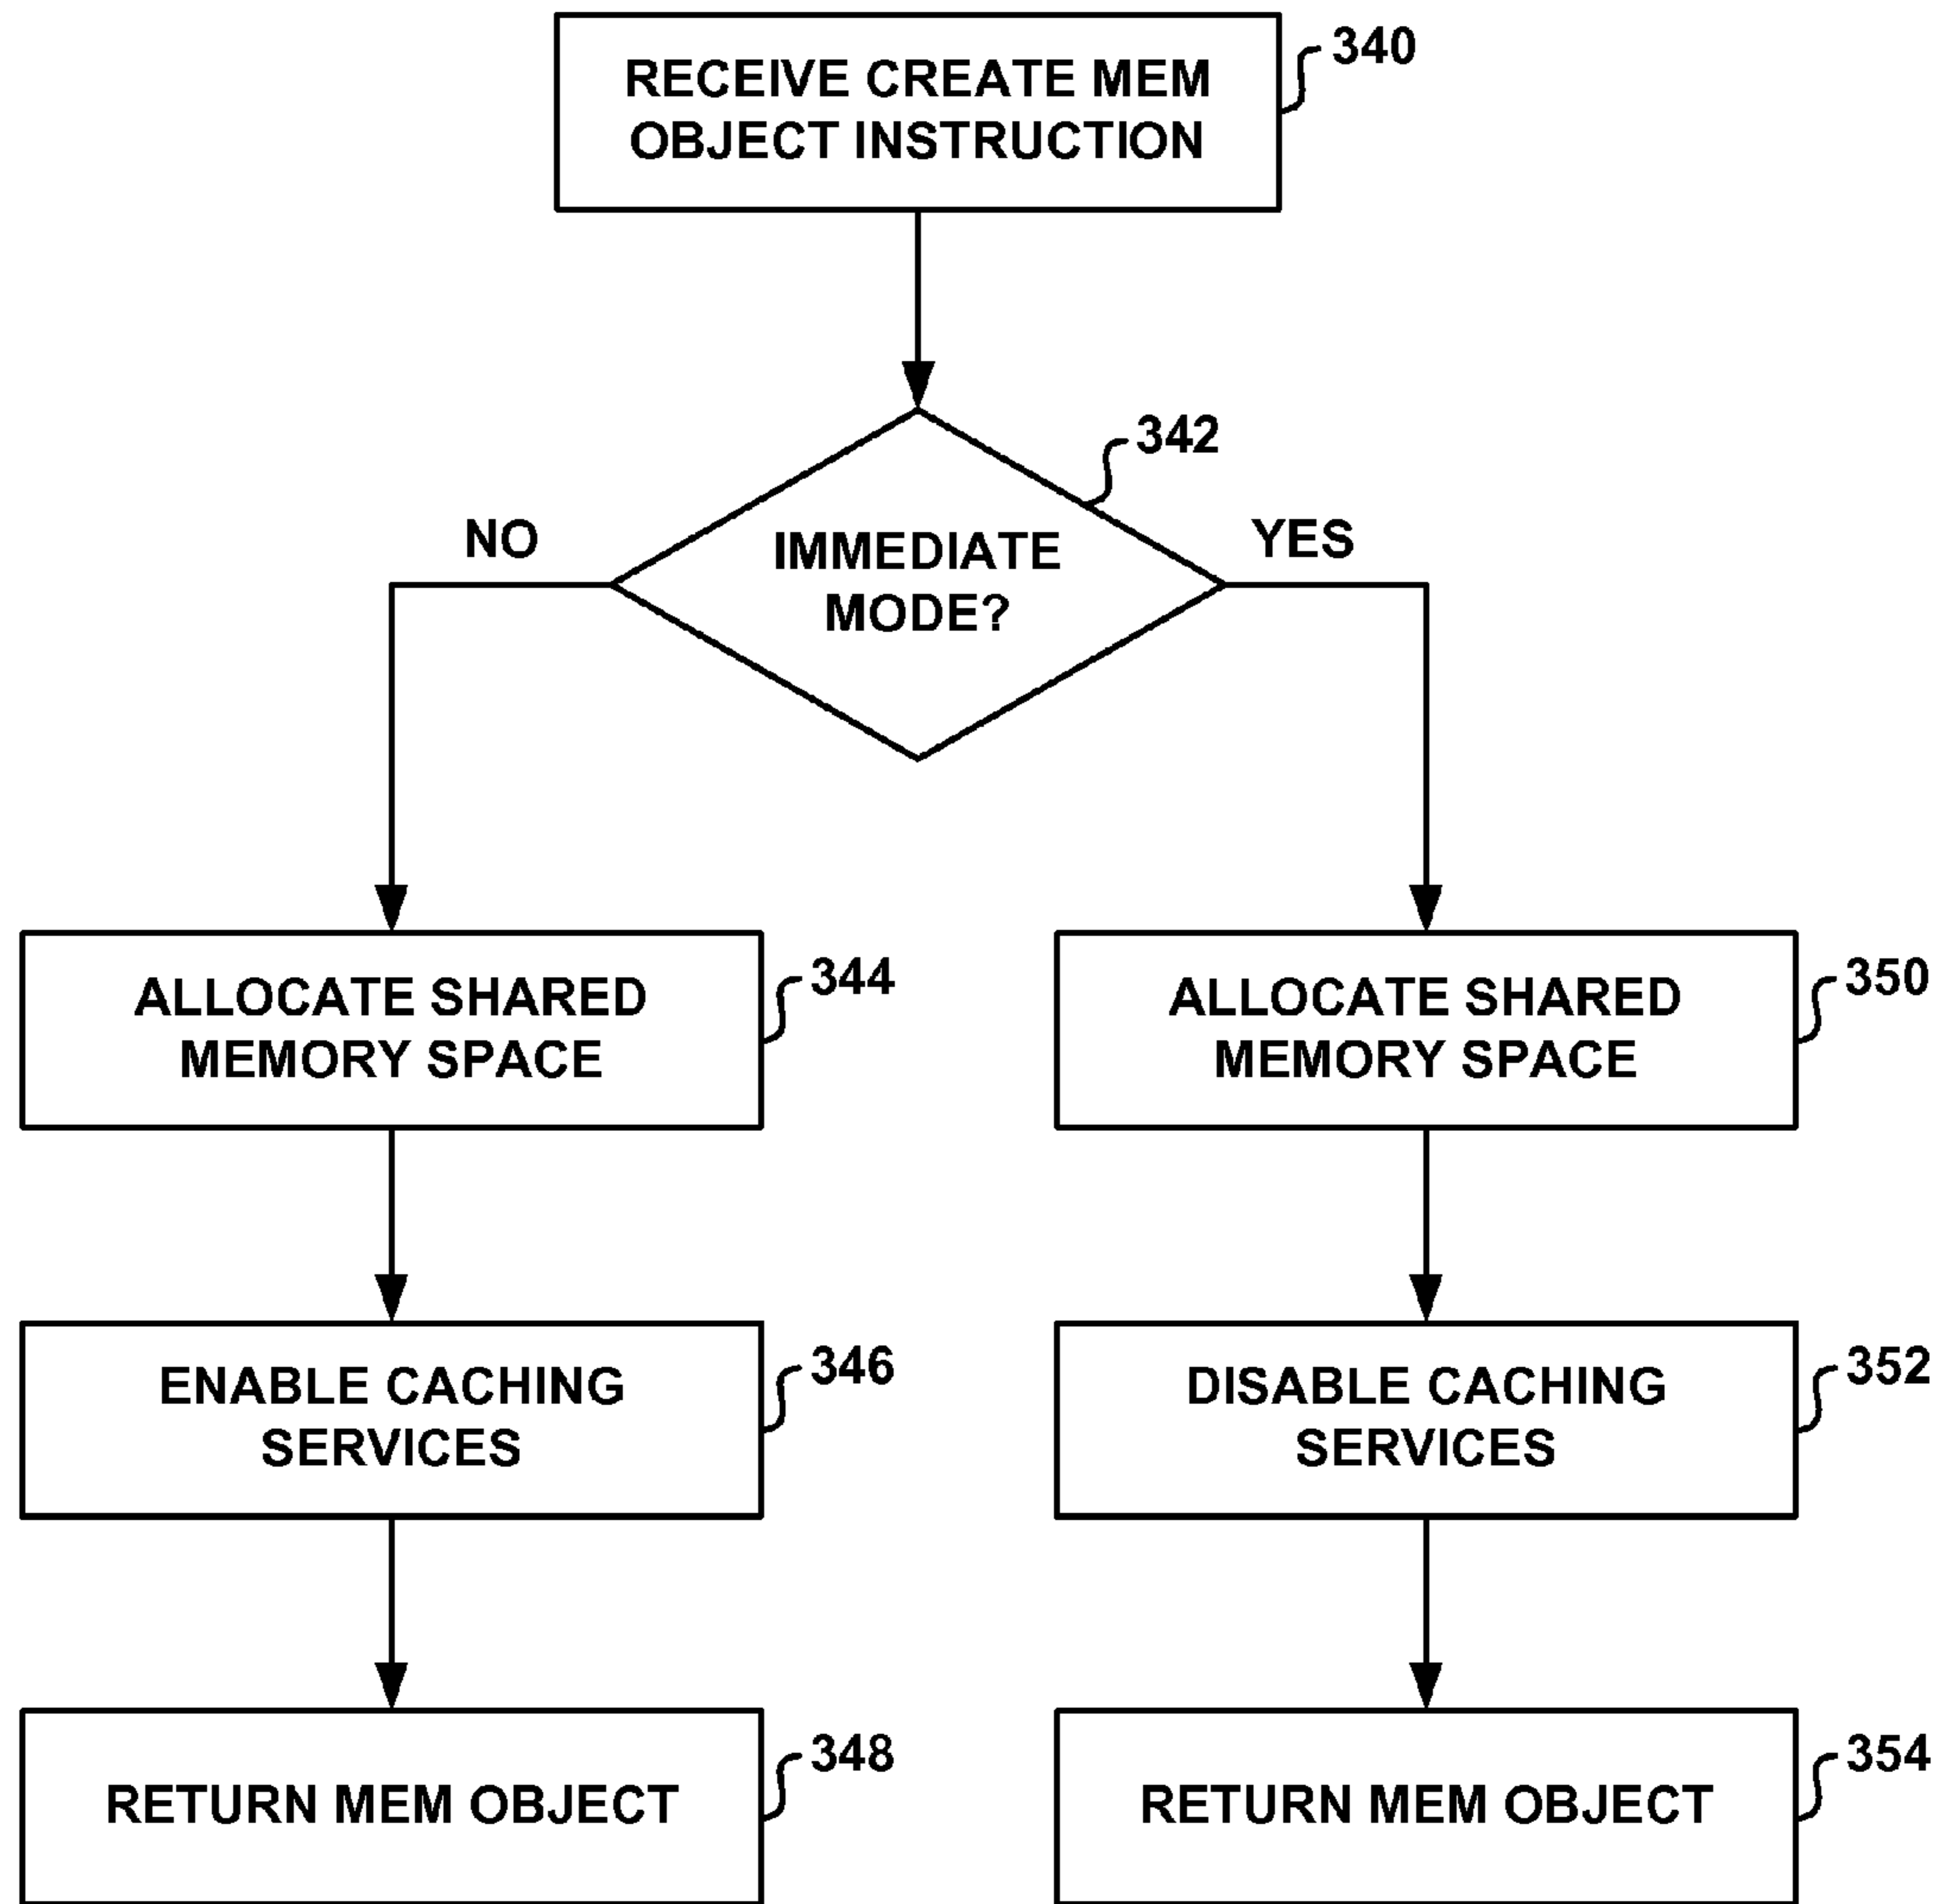 RECEIVE CREATE MEM
OBJECT INSTRUCTION
340
342
IMMEDIATE
MODE?
NO
YES
ALLOCATE SHARED
MEMORY SPACE
344
ENABLE CACHING
SERVICES
346
RETURN MEM OBJECT
348
ALLOCATE SHARED
MEMORY SPACE
350
DISABLE CACHING
SERVICES
352
RETURN MEM OBJECT
354